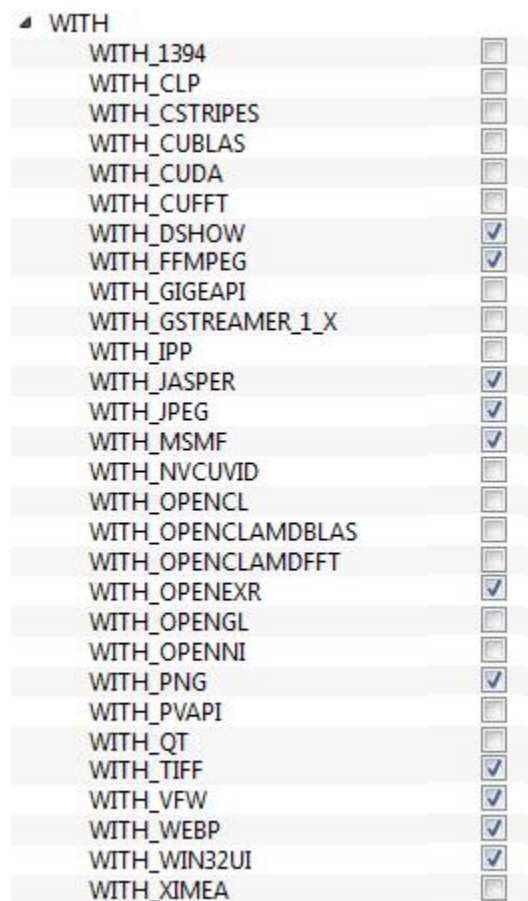 WITH
WITH_1394
WITH_CLP
WITH_CSTRIPES
WITH_CUBLAS
WITH_CUDA
WITH_CUFFT
WITH_DSHOW
WITH_FFMPEG
WITH_GIGEAPI
WITH_GSTREAMER_1_X
WITH_IPP
WITH_JASPER
WITH_JPEG
WITH_MSMF
WITH_NVCUVID
WITH_OPENCL
WITH_OPENCLAMDBLAS
WITH_OPENCLAMDFFT
WITH_OPENEXR
WITH_OPENGL
WITH_OPENNI
WITH_PNG
WITH_PVAPI
WITH_QT
WITH_TIFF
WITH_VFW
WITH_WEBP
WITH_WIN32UI
WITH_XIMEA